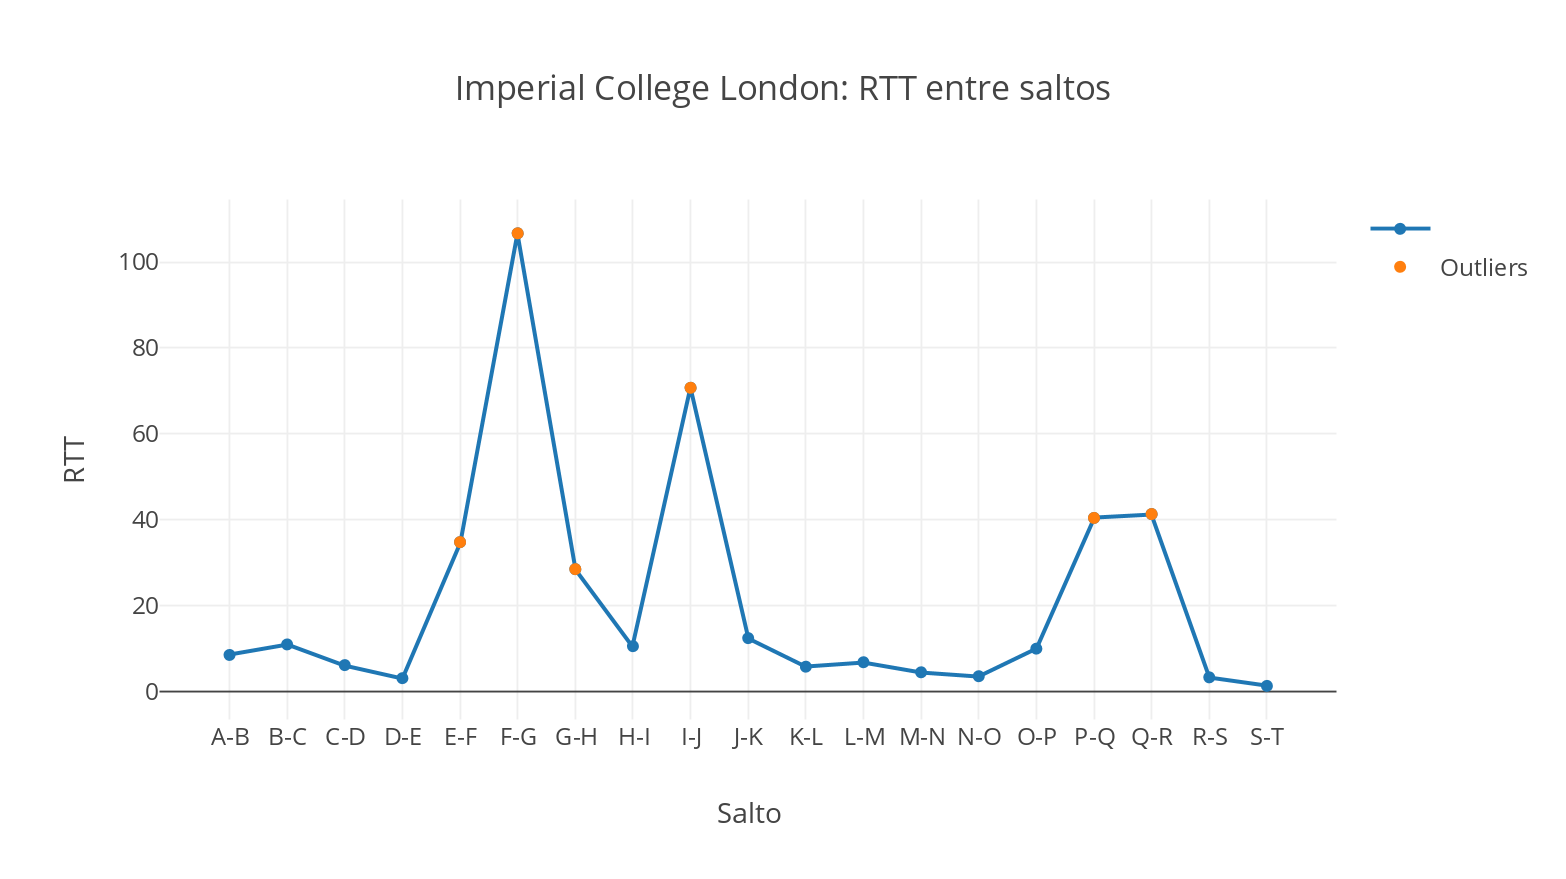 Imperial College London: RTT entre saltos
Outliers
RTT
100
80
60
40
20
0
A-B B-C C-D D-E E-F F-G G-H H-I I-J J-K K-L L-M M-N N-O O-P P-Q Q-R R-S S-T
Salto